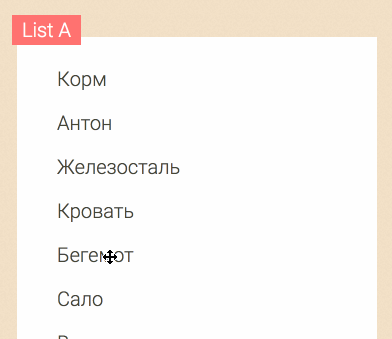 List A
Корм
Антон
Железосталь
Кровать
Бегемот
Сало